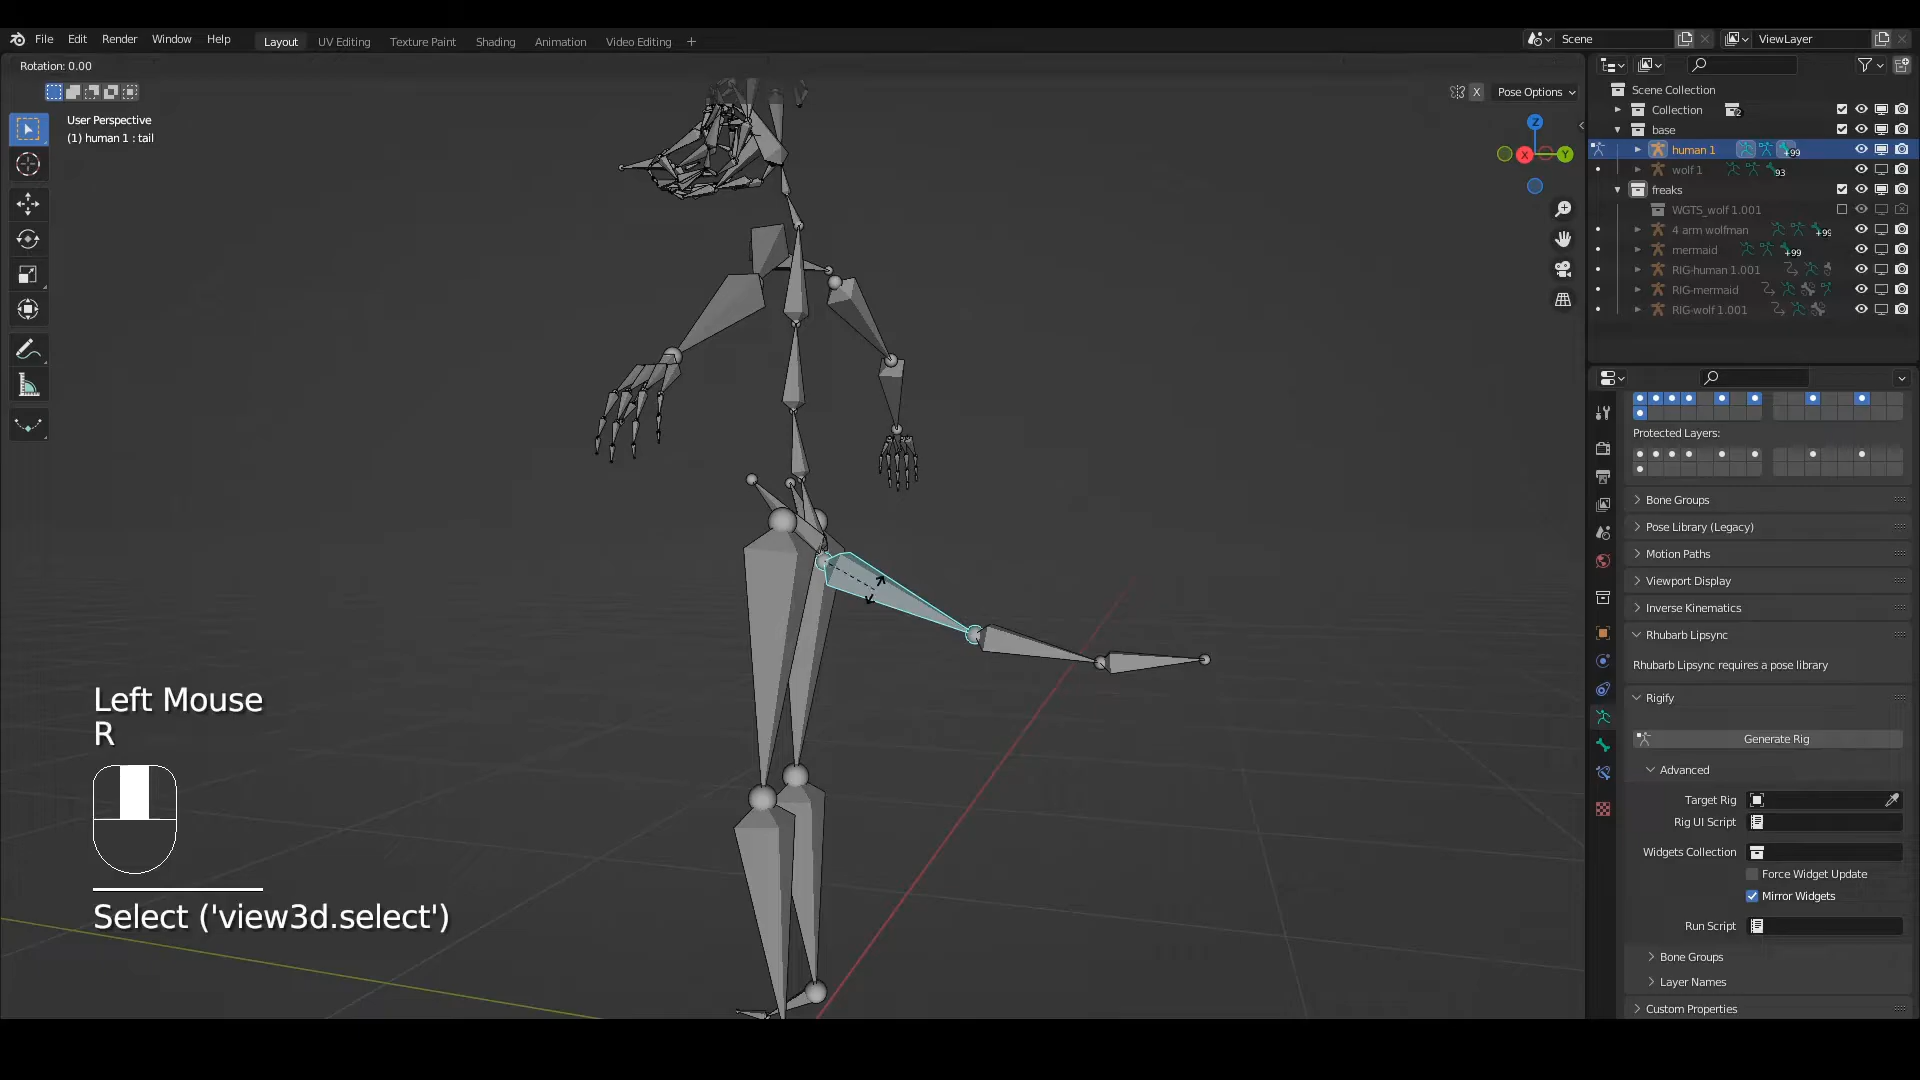 File Edit Render Window Help Layout UV Editing Texture Paint Shading Animation Video Editing + Scene ViewLayer
Rotation: 0.00
X Pose Options
User Perspective
(1) human 1 : tail
Z
X
Y
Scene Collection
Collection 2
base
human 1 +99
wolf 1 93
freaks
WGTS_wolf 1.001
4 arm wolfman +99
mermaid +99
RIG-human 1.001
RIG-mermaid
RIG-wolf 1.001
Protected Layers:
Bone Groups
Pose Library (Legacy)
Motion Paths
Viewport Display
Inverse Kinematics
Rhubarb Lipsync
Rhubarb Lipsync requires a pose library
Rigify
Generate Rig
Advanced
Target Rig
Rig UI Script
Widgets Collection
Force Widget Update
Mirror Widgets
Run Script
Bone Groups
Layer Names
Custom Properties
Left Mouse
R
Select ('view3d.select')